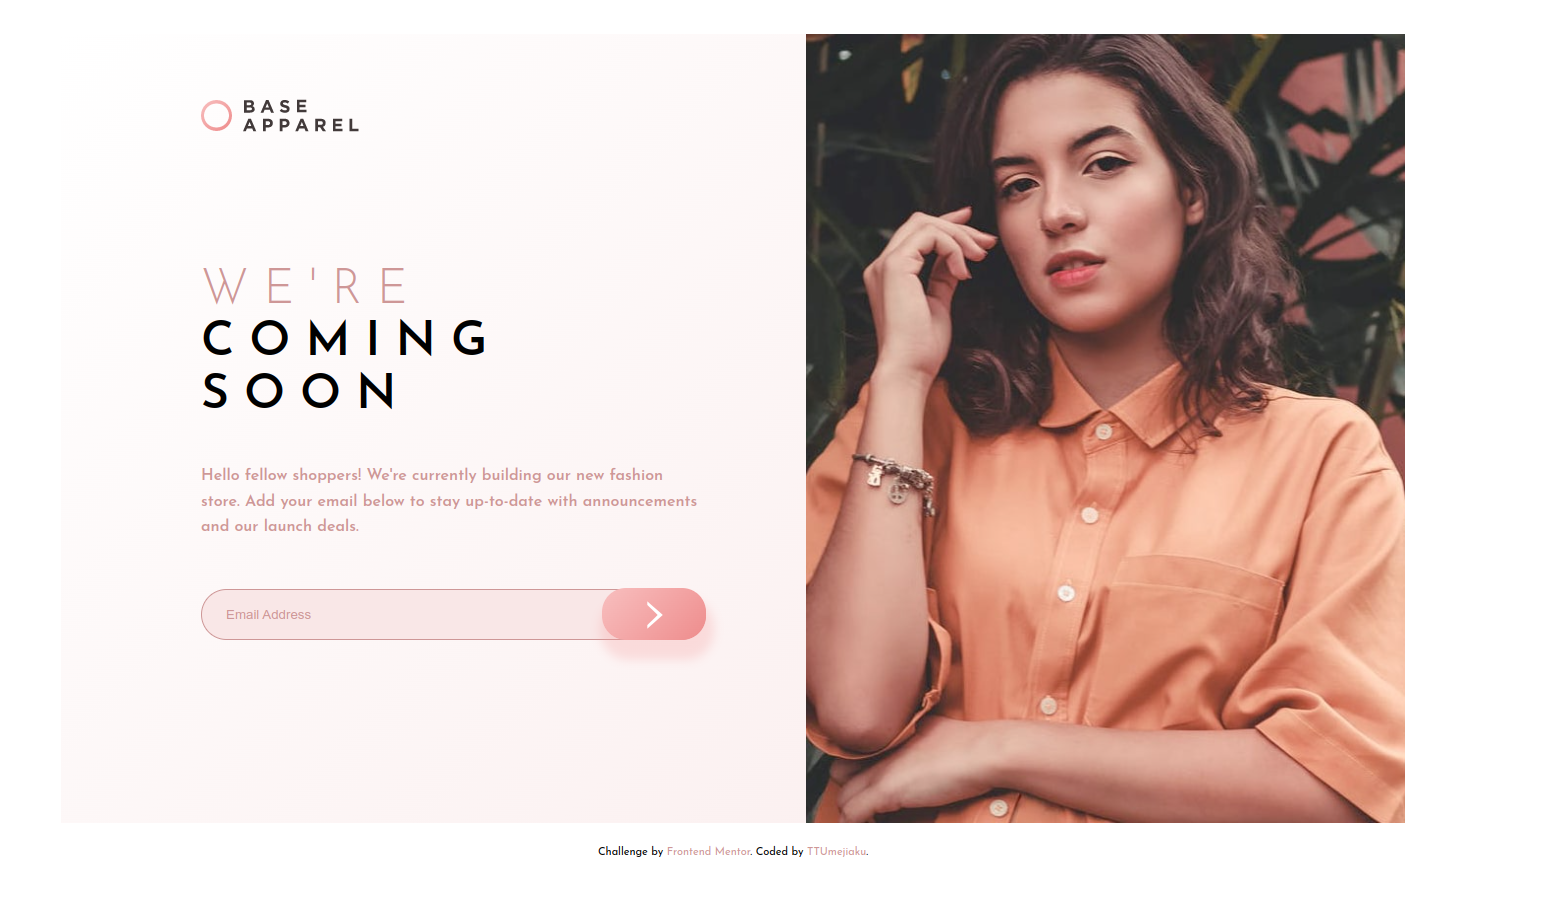 BASE
APPAREL
WE'RE
COMING
SOON
Hello fellow shoppers! We're currently building our new fashion
store. Add your email below to stay up-to-date with announcements
and our launch deals.
Email Address
Challenge by Frontend Mentor. Coded by TTUmejiaku.